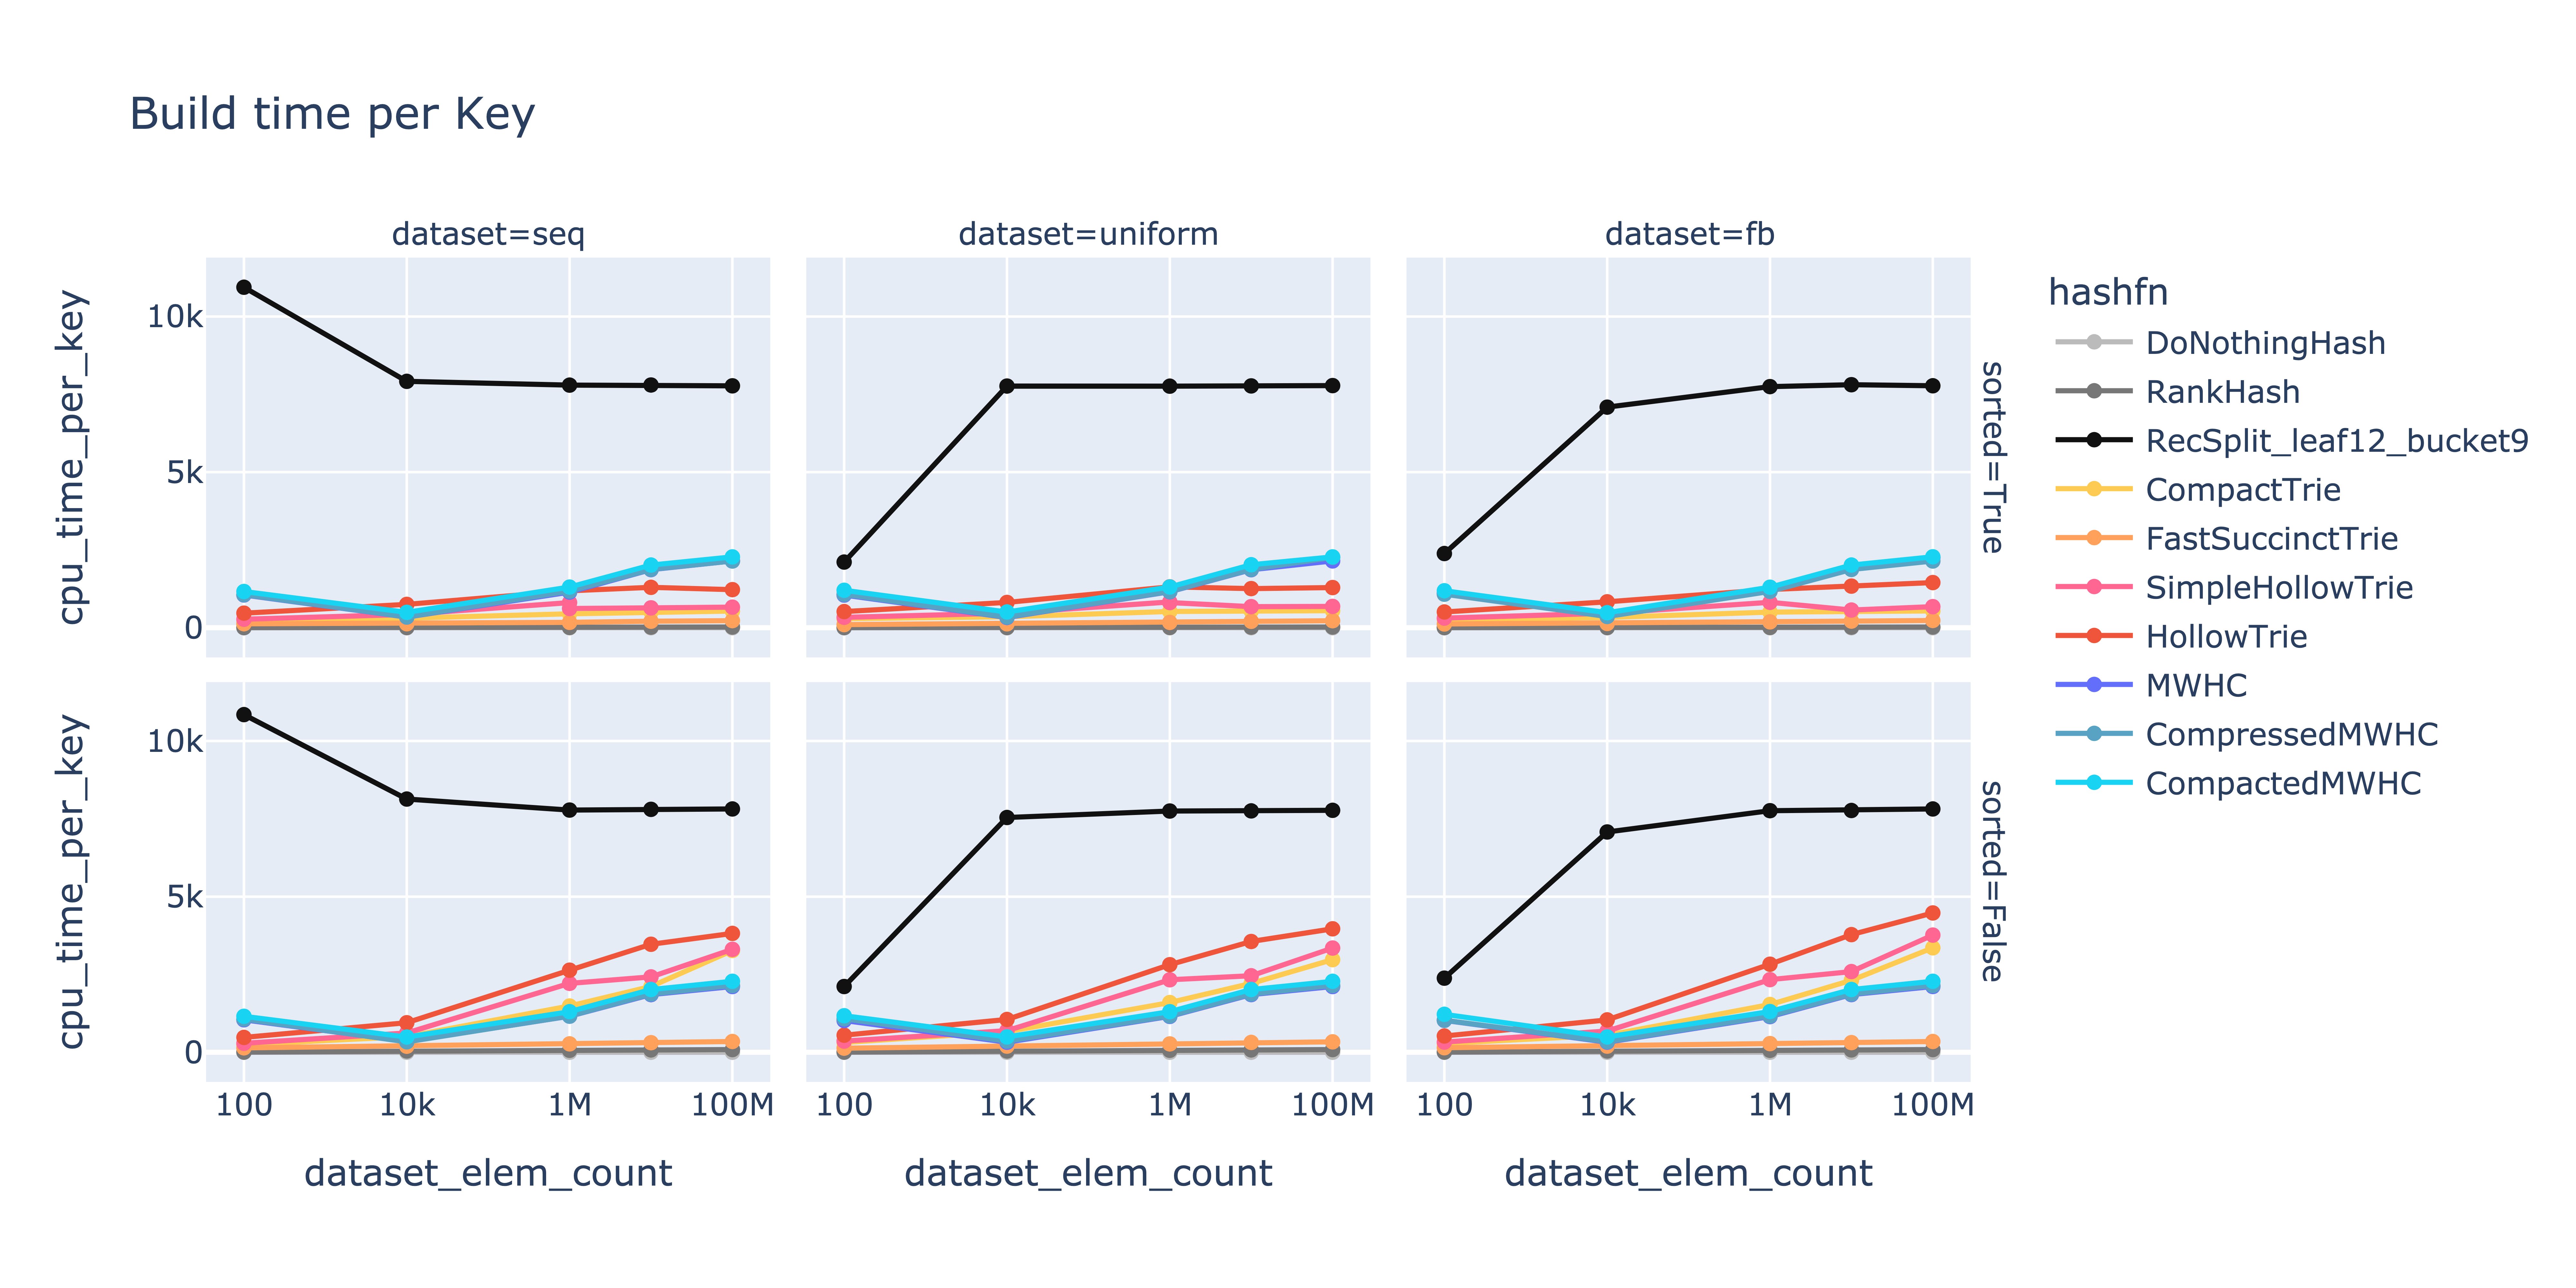 Build time per Key
dataset=seq
dataset=uniform
dataset=fb
cpu_time_per_key
10k
5k
0
sorted=True
cpu_time_per_key
10k
5k
0
sorted=False
100
10k
1M
100M
100
10k
1M
100M
100
10k
1M
100M
dataset_elem_count
dataset_elem_count
dataset_elem_count
hashfn
DoNothingHash
RankHash
RecSplit_leaf12_bucket9
CompactTrie
FastSuccinctTrie
SimpleHollowTrie
HollowTrie
MWHC
CompressedMWHC
CompactedMWHC